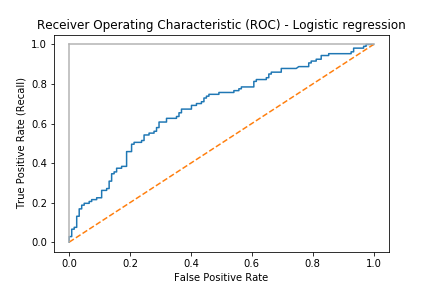 Receiver Operating Characteristic (ROC) - Logistic regression
True Positive Rate (Recall)
1.0
0.8
0.6
0.4
0.2
0.0
0.0 0.2 0.4 0.6 0.8 1.0
False Positive Rate